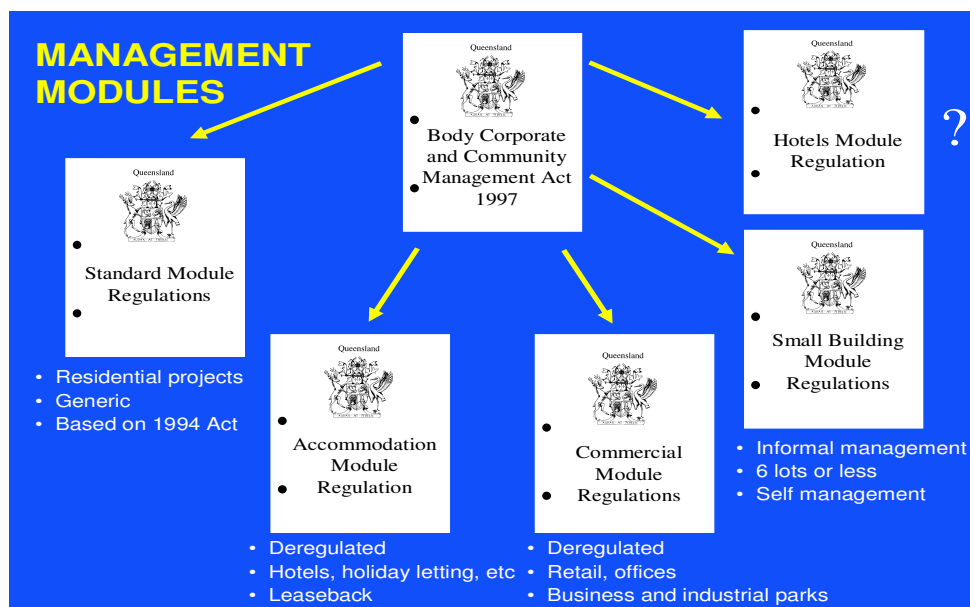 MANAGEMENT
MODULES
Queensland
Body Corporate
and Community
Management Act
1997
Queensland
Hotels Module
Regulation
?
Queensland
Standard Module
Regulations
• Residential projects
• Generic
• Based on 1994 Act
Queensland
Accommodation
Module
Regulation
• Deregulated
• Hotels, holiday letting, etc
• Leaseback
Queensland
Commercial
Module
Regulations
• Deregulated
• Retail, offices
• Business and industrial parks
Queensland
Small Building
Module
Regulations
• Informal management
• 6 lots or less
• Self management